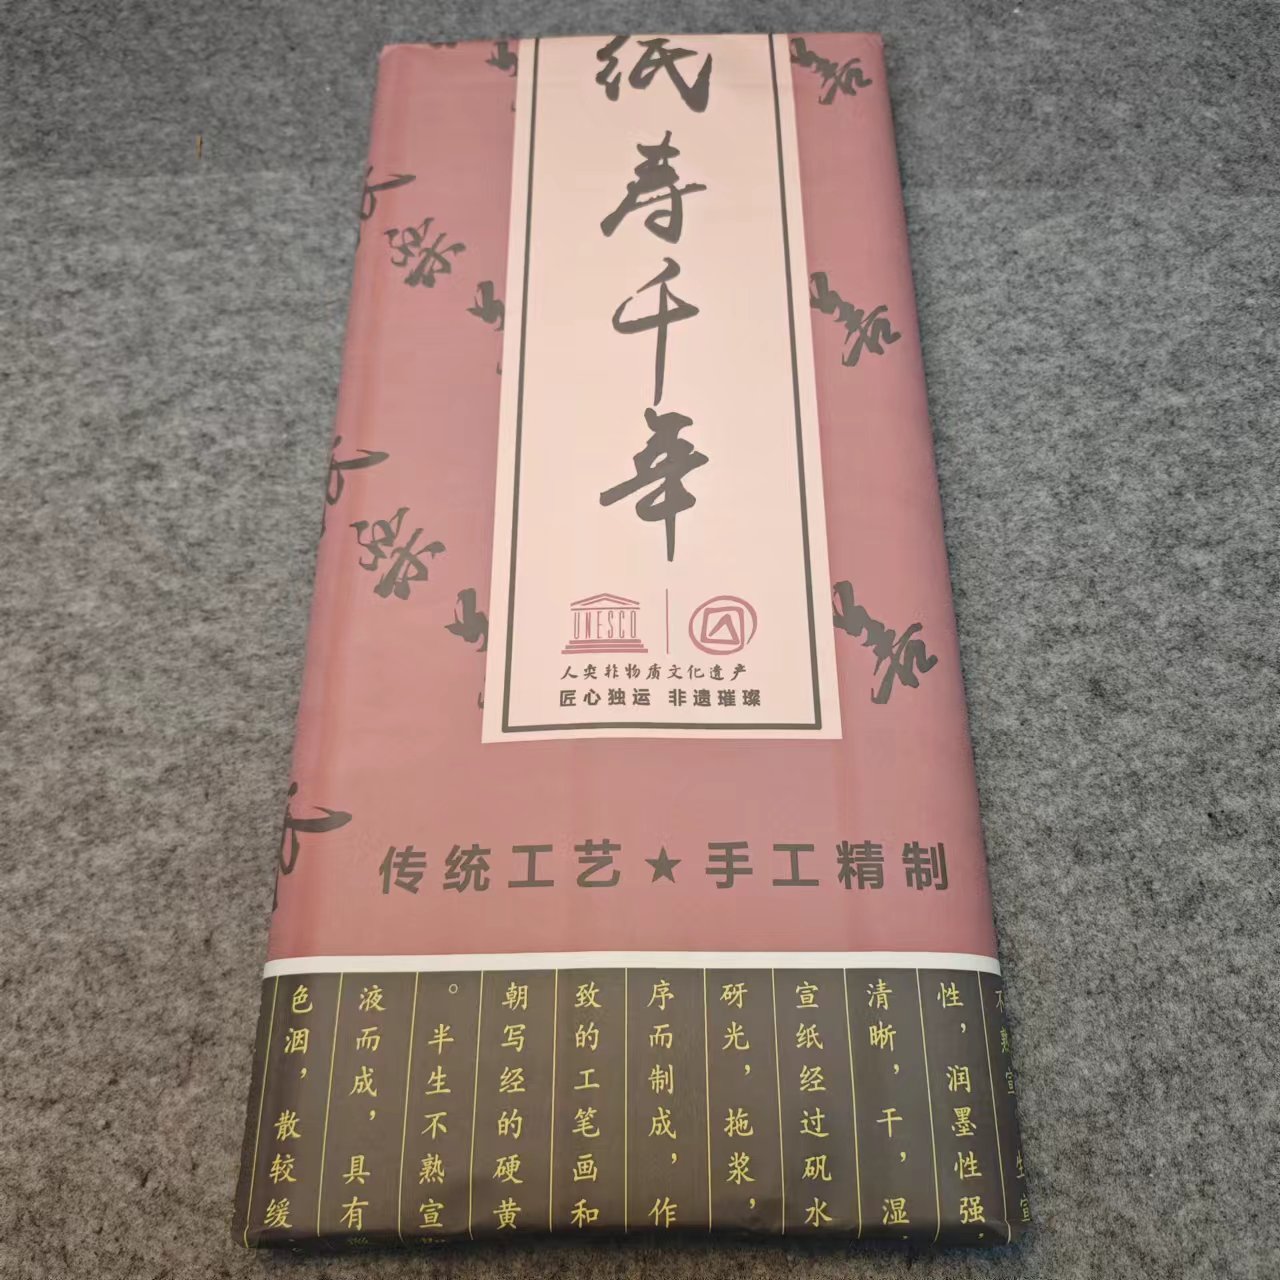 纸寿千年
UNESCO
人类非物质文化遗产
匠心独运 非遗璀璨
传统工艺★手工精制
性,润墨性强,
清晰,干,湿,
宣纸经过矾水
砑光,拖浆,
序而制成,作
致的工笔画和
朝写经的硬黄
。半生不熟宣
液而成,具有
色洇,散较缓,